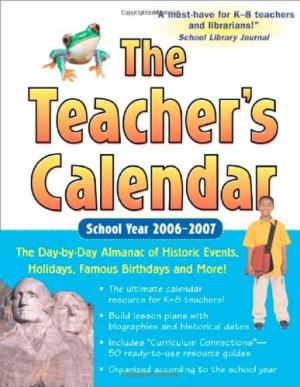 "A must-have for K–8 teachers
and librarians!"
School Library Journal
The
Teacher's
Calendar
School Year 2006–2007
The Day-by-Day Almanac of Historic Events,
Holidays, Famous Birthdays and More!
• The ultimate calendar
resource for K–8 teachers!
• Build lesson plans with
biographies and historical dates
• Includes "Curriculum Connections"—
50 ready-to-use resource guides
• Organized according to the school year